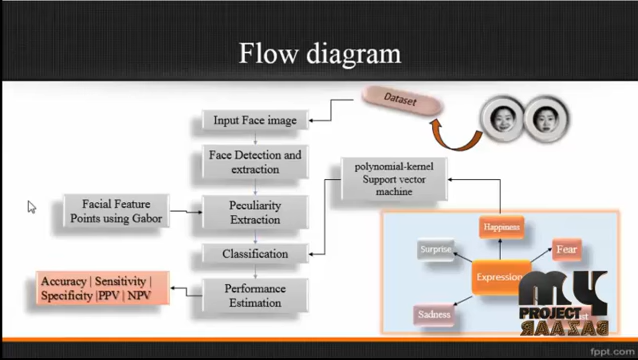 Flow diagram
Dataset
Input Face image
Face Detection and
extraction
polynomial-kernel
Support vector
machine
Facial Feature
Points using Gabor
Peculiarity
Extraction
Classification
Performance
Estimation
Accuracy | Sensitivity |
Specificity |PPV | NPV
Happiness
Surprise
Fear
Expression
Sadness
MY
PROJECT
BAZAAR
fppt.com